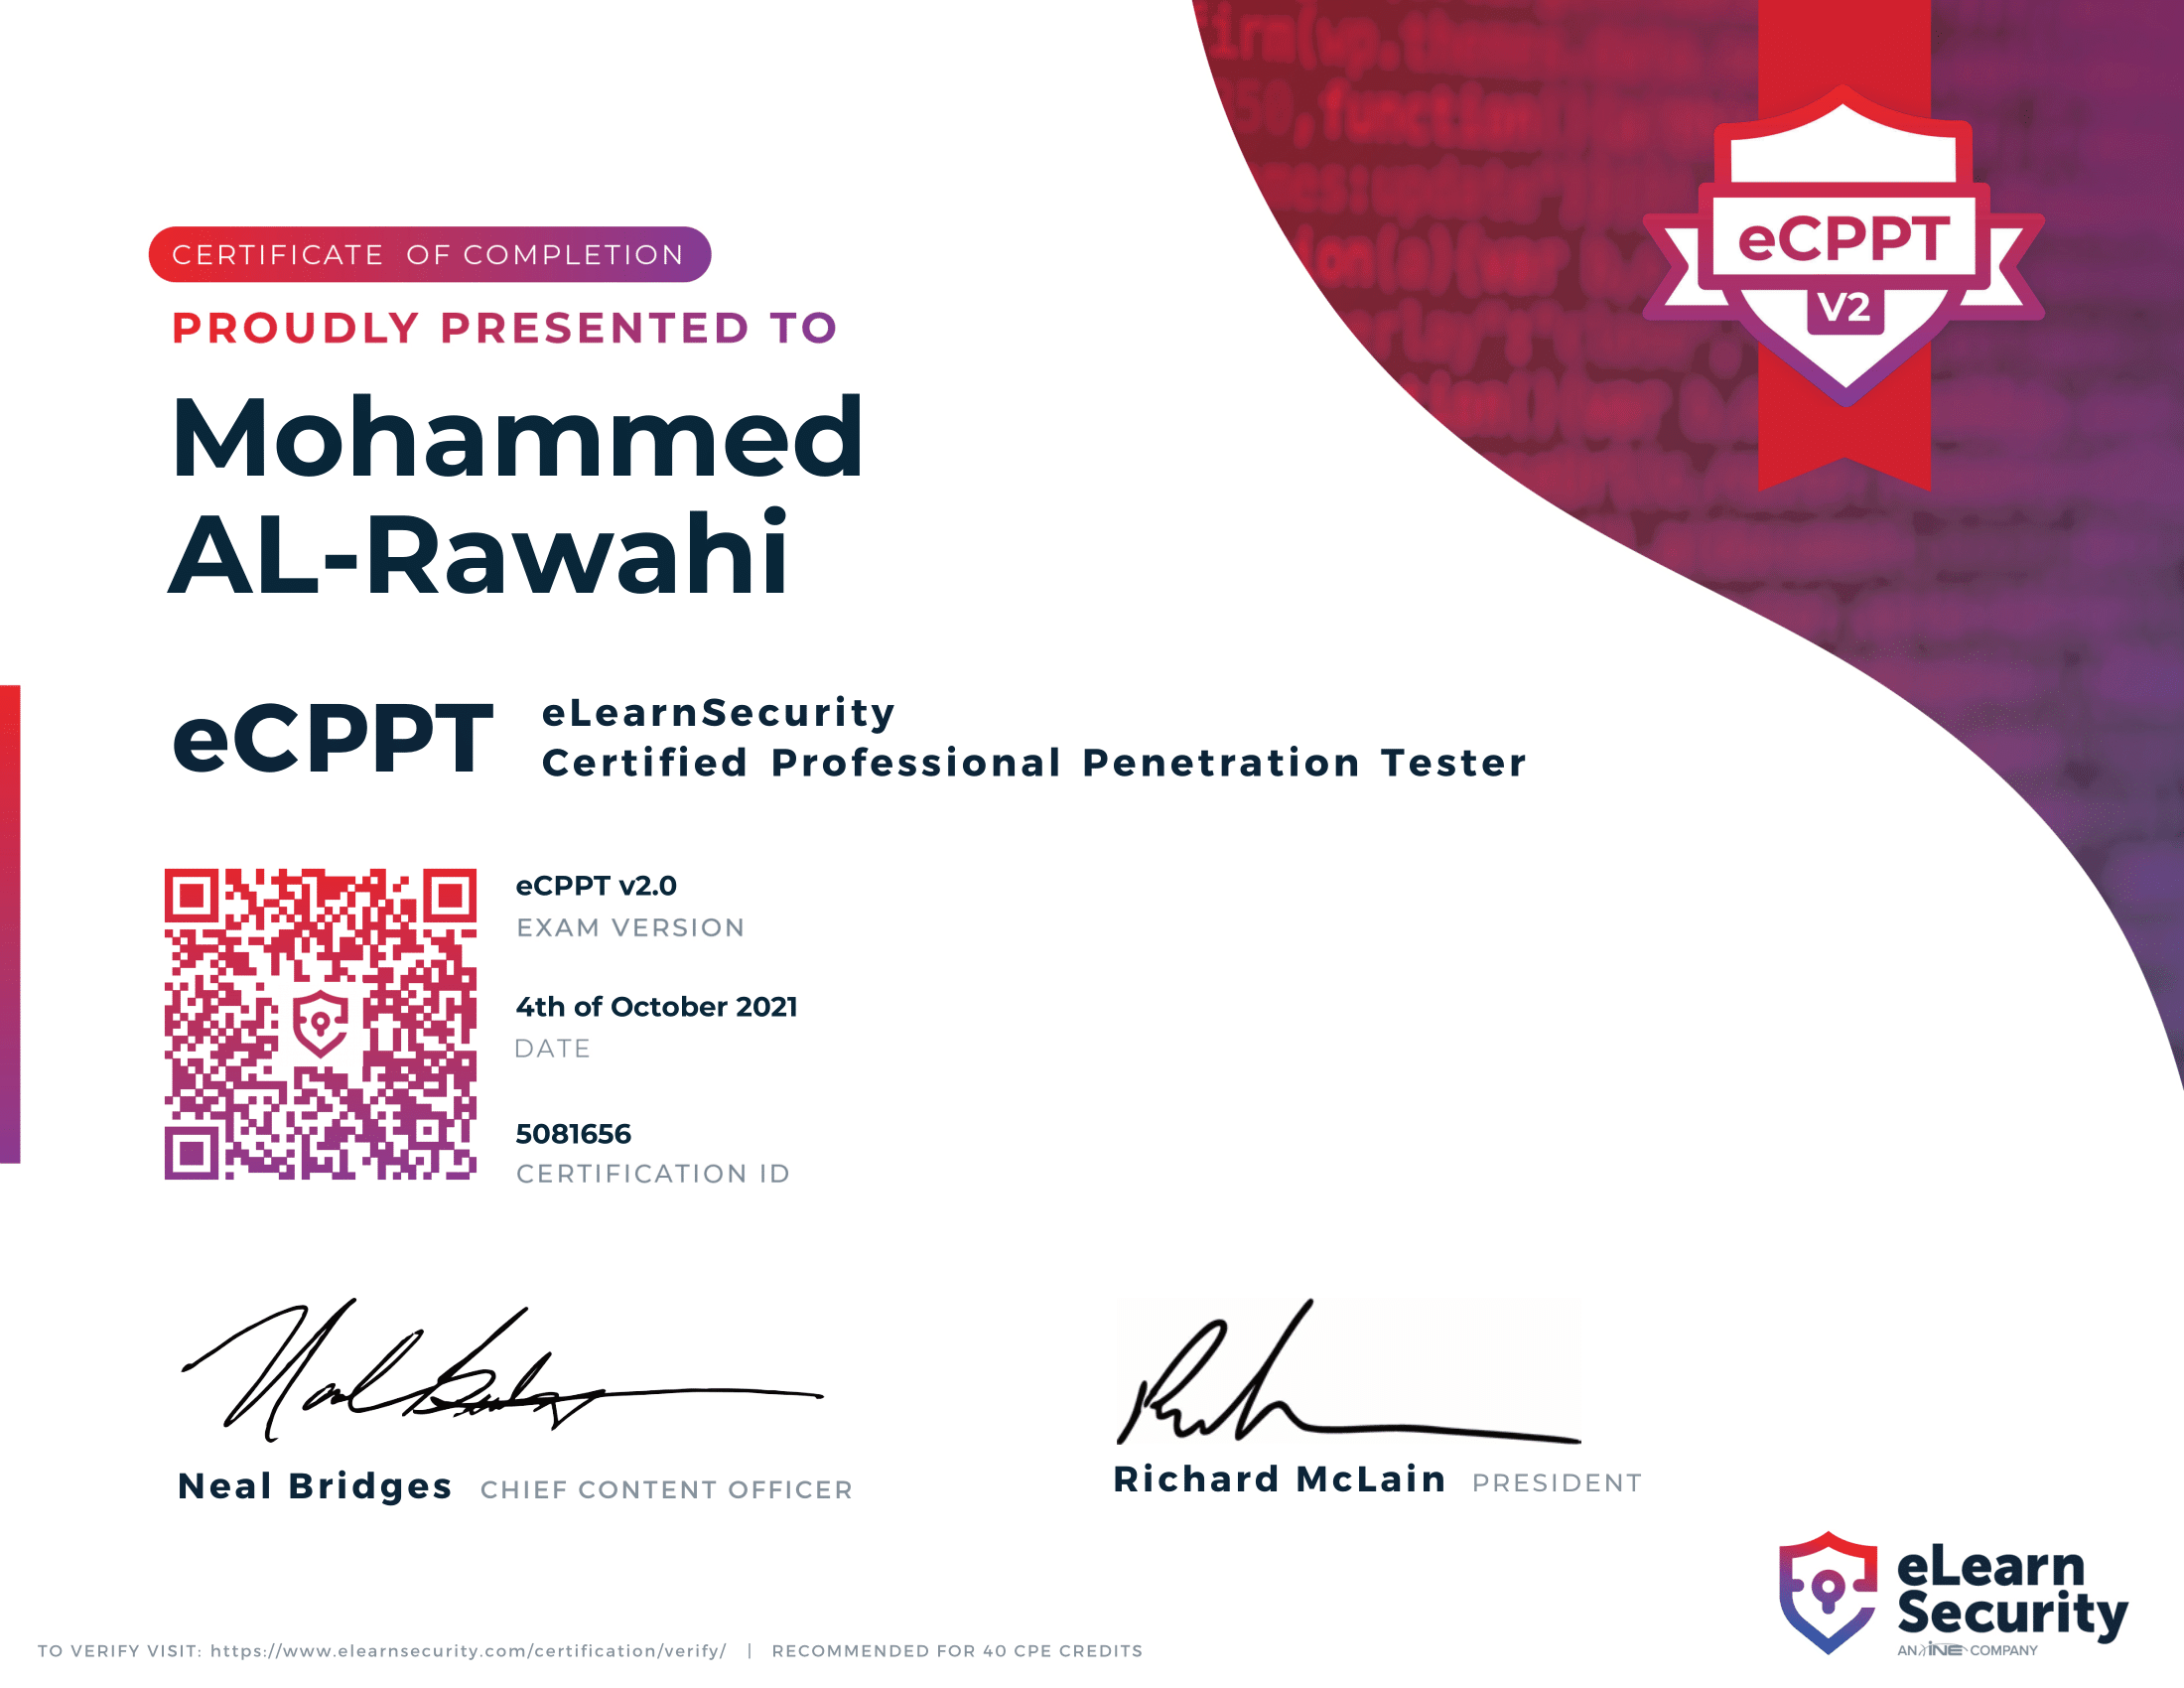 CERTIFICATE OF COMPLETION
PROUDLY PRESENTED TO
Mohammed
AL-Rawahi
eCPPT
V2
eCPPT
eLearnSecurity
Certified Professional Penetration Tester
eCPPT v2.0
EXAM VERSION
4th of October 2021
DATE
5081656
CERTIFICATION ID
Neal Bridges CHIEF CONTENT OFFICER
Richard McLain PRESIDENT
eLearn
Security
AN INE COMPANY
TO VERIFY VISIT: https://www.elearnsecurity.com/certification/verify/ | RECOMMENDED FOR 40 CPE CREDITS